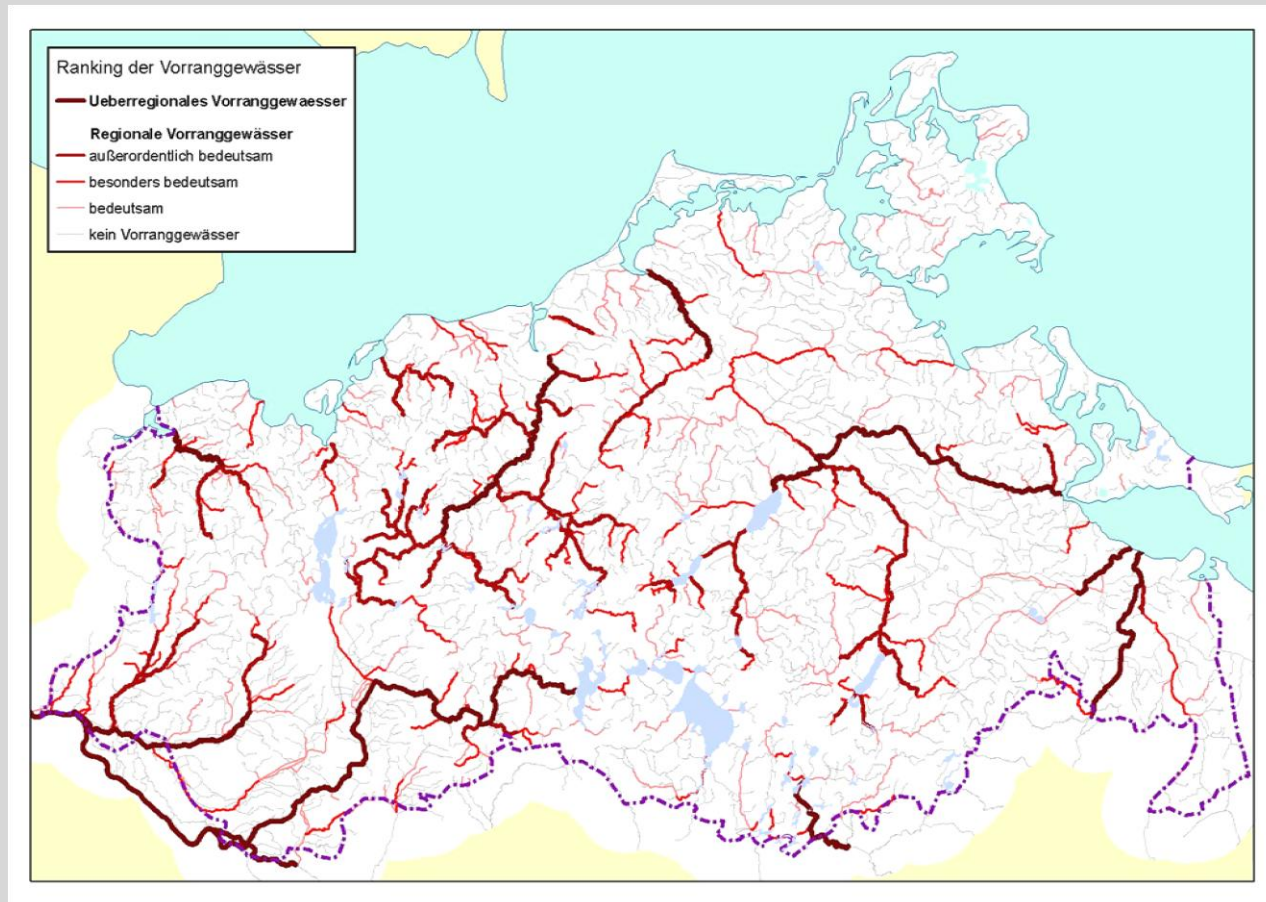 Ranking der Vorranggewässer
Ueberregionales Vorranggewaesser
Regionale Vorranggewässer
außerordentlich bedeutsam
besonders bedeutsam
bedeutsam
kein Vorranggewässer